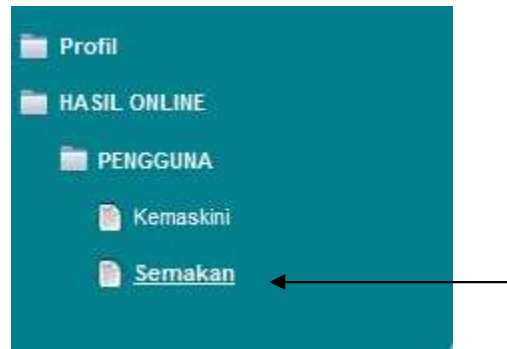 Profil
HASIL ONLINE
PENGGUNA
Kemaskini
Semakan